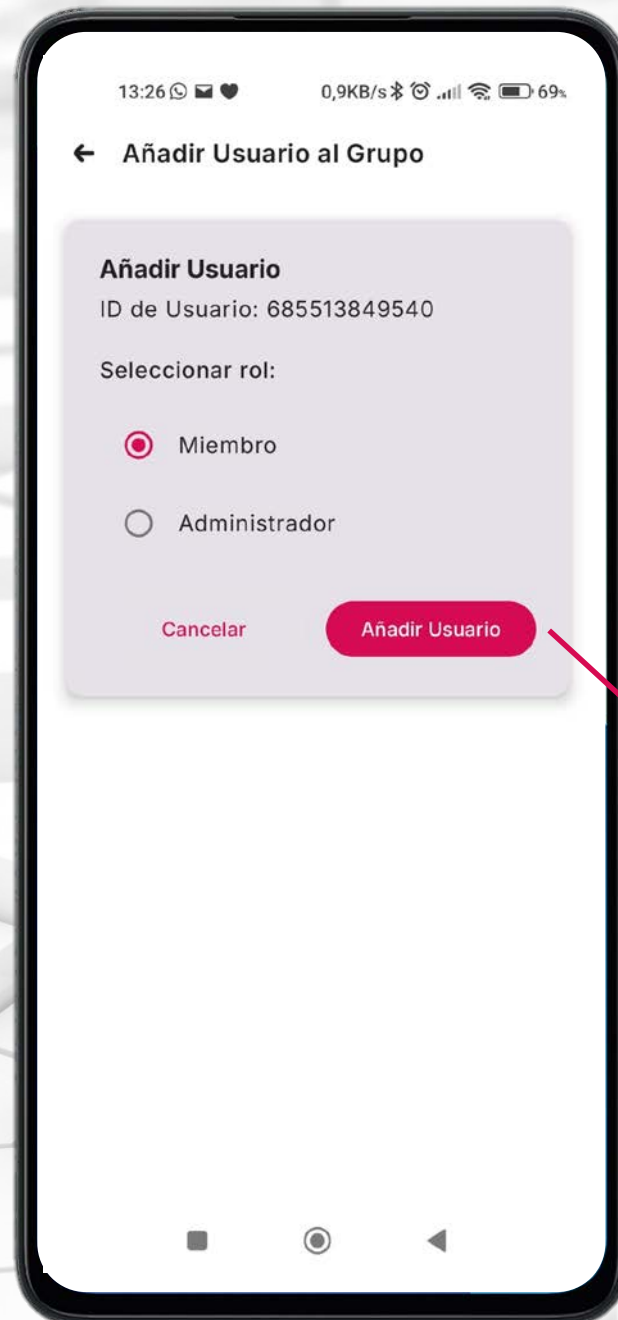 13:26 0,9KB/s 69%
Añadir Usuario al Grupo
Añadir Usuario
ID de Usuario: 685513849540
Seleccionar rol:
Miembro
Administrador
Cancelar Añadir Usuario